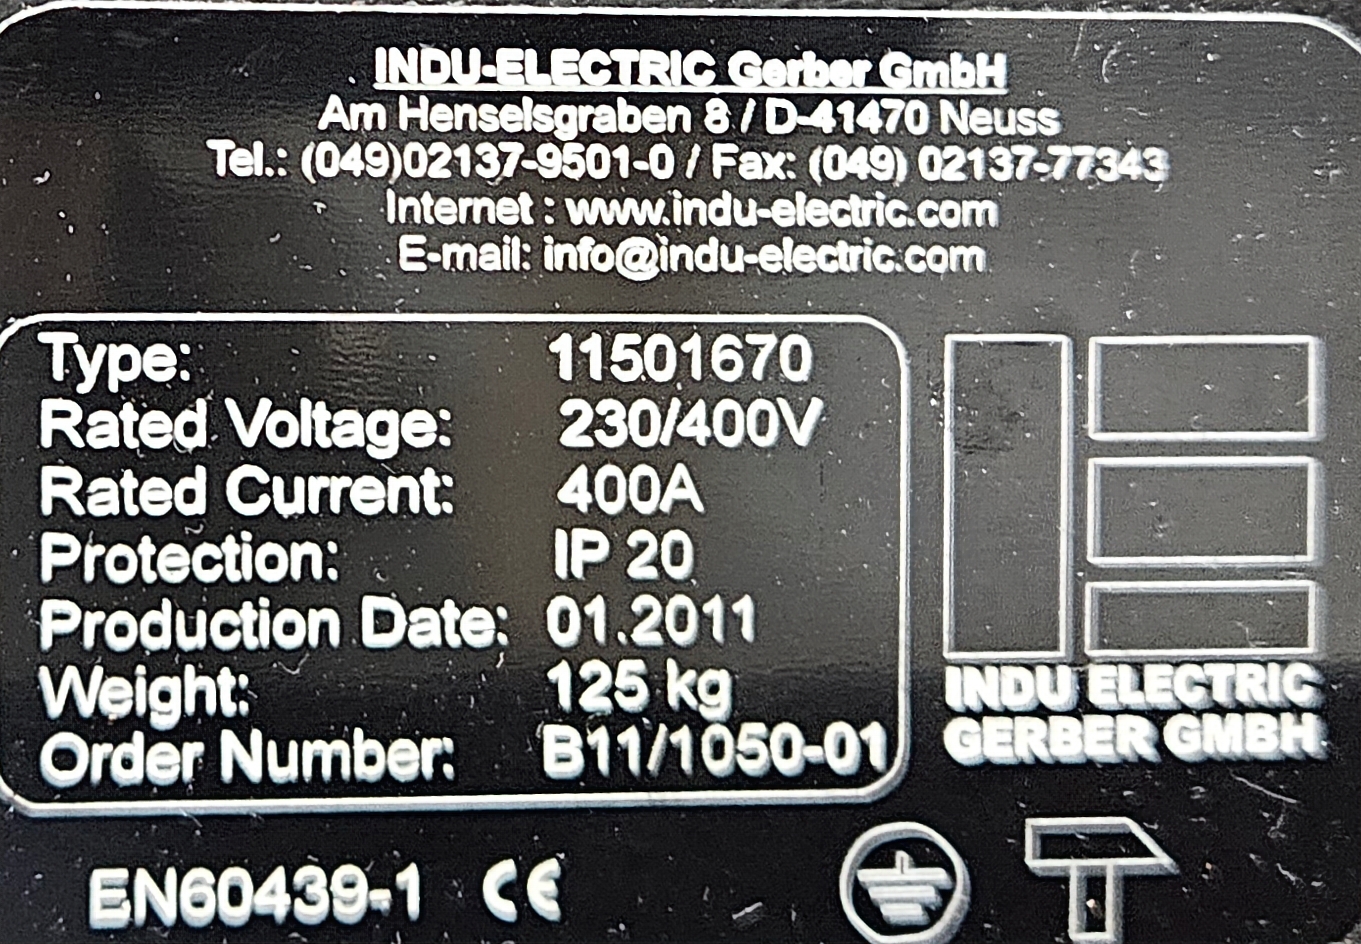 INDU-ELECTRIC Gerber GmbH
Am Henselsgraben 8 / D-41470 Neuss
Tel.: (049)02137-9501-0 / Fax: (049) 02137-77343
Internet : www.indu-electric.com
E-mail: info@indu-electric.com
Type: 11501670
Rated Voltage: 230/400V
Rated Current: 400A
Protection: IP 20
Production Date: 01.2011
Weight: 125 kg
Order Number: B11/1050-01
INDU ELECTRIC
GERBER GMBH
EN60439-1 CE